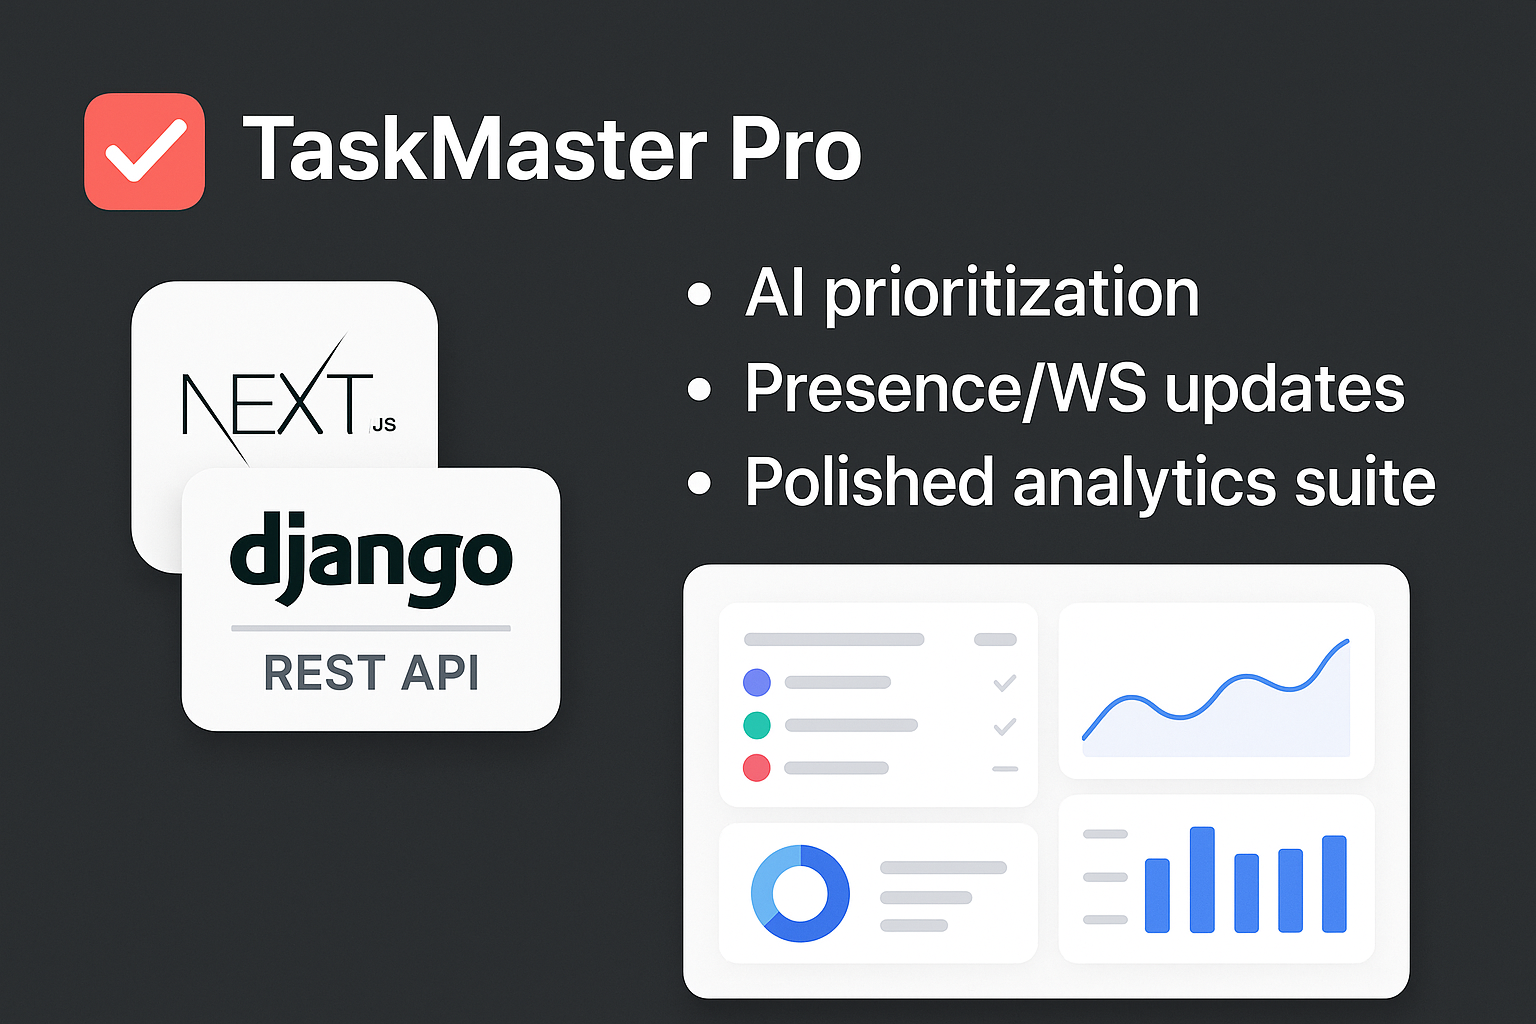 TaskMaster Pro
NEXT.JS
django
REST API
• AI prioritization
• Presence/WS updates
• Polished analytics suite